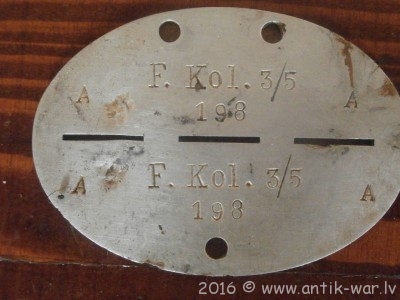 F. Kol. 3/5
A A
198
F. Kol. 3/5
A A
198
2016 © www.antik-war.lv